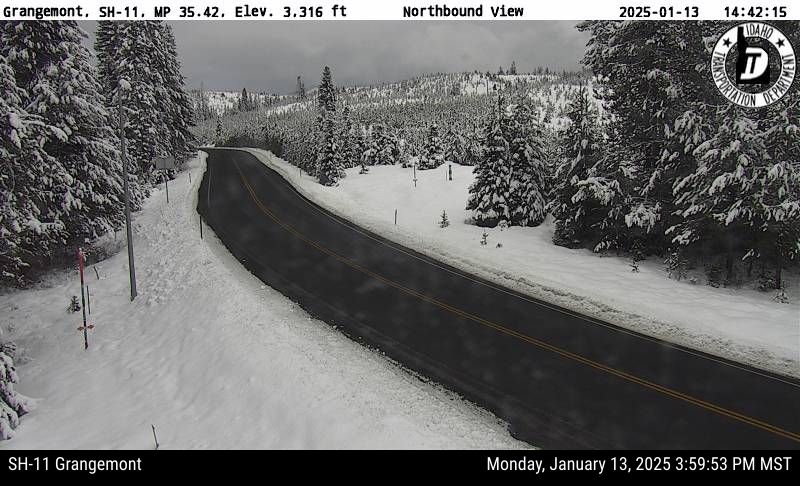 Grangemont, SH-11, MP 35.42, Elev. 3,316 ft Northbound View 2025-01-13 14:42:15
IDAHO
TRANSPORTATION DEPARTMENT
SH-11 Grangemont Monday, January 13, 2025 3:59:53 PM MST